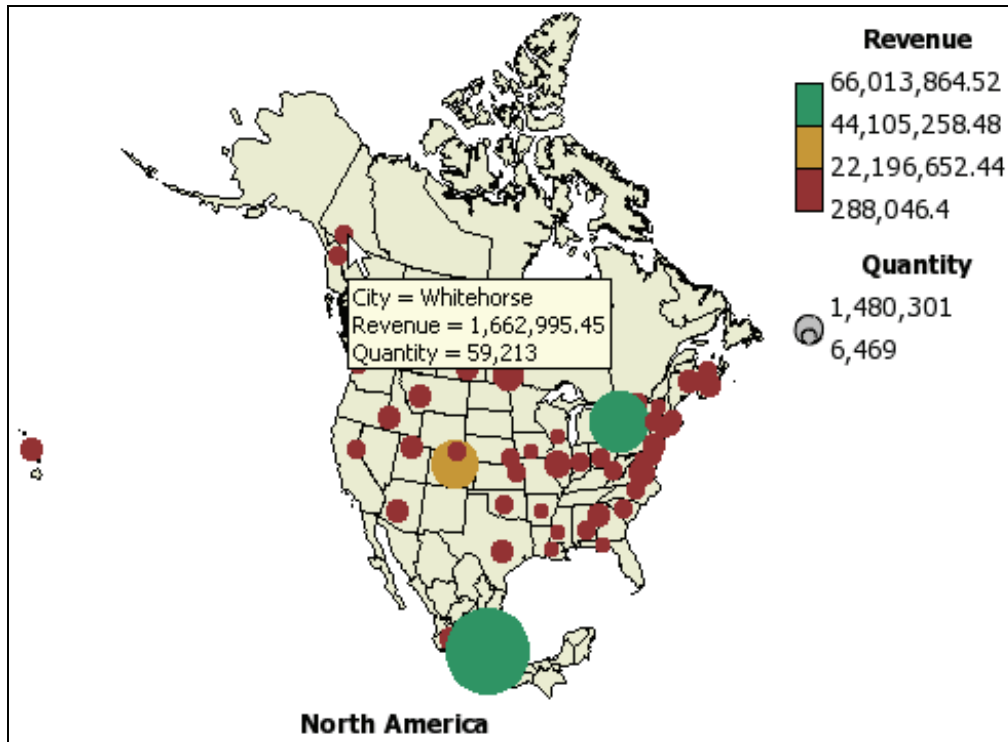 Revenue
66,013,864.52
44,105,258.48
22,196,652.44
288,046.4
Quantity
1,480,301
6,469
City = Whitehorse
Revenue = 1,662,995.45
Quantity = 59,213
North America